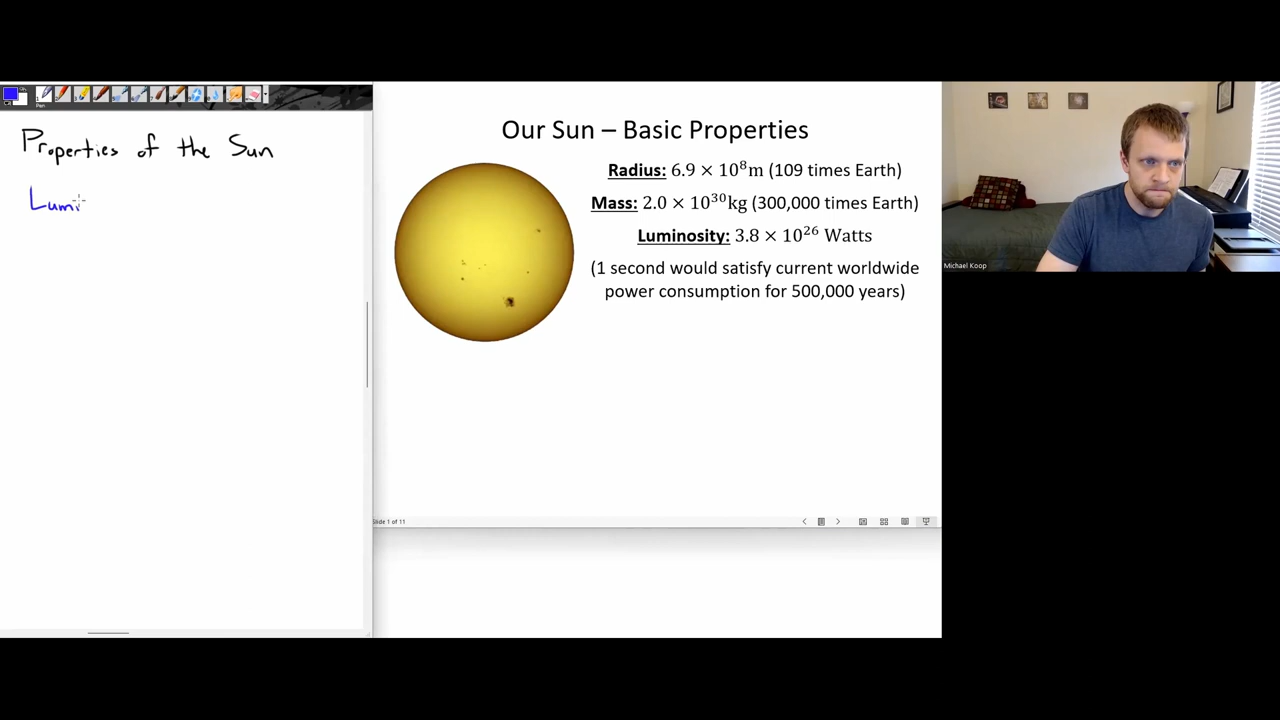 Pen
Properties of the Sun
Lumi
Our Sun – Basic Properties
Radius: 6.9 × 10⁸m (109 times Earth)
Mass: 2.0 × 10³⁰kg (300,000 times Earth)
Luminosity: 3.8 × 10²⁶ Watts
(1 second would satisfy current worldwide
power consumption for 500,000 years)
Slide 1 of 11
Michael Koop